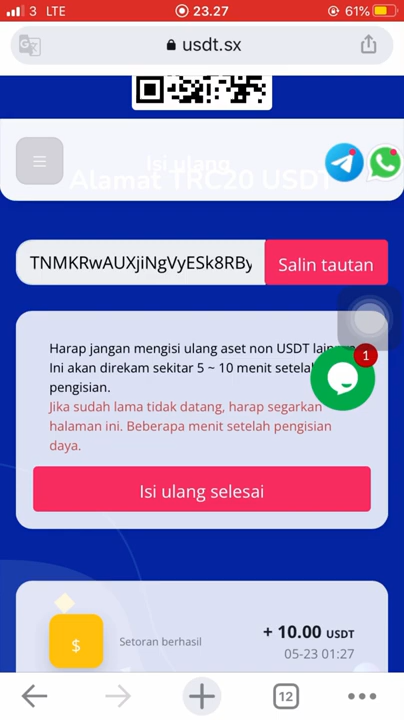 3 LTE 23.27 61%
usdt.sx
Isi ulang
Alamat TRC20 USDT
TNMKRwAUXjiNgVyESk8RBy
Salin tautan
1
Harap jangan mengisi ulang aset non USDT
Ini akan direkam sekitar 5 ~ 10 menit setelah
pengisian.
Jika sudah lama tidak datang, harap segarkan
halaman ini. Beberapa menit setelah pengisian
daya.
Isi ulang selesai
$
Setoran berhasil
+ 10.00 USDT
05-23 01:27
12